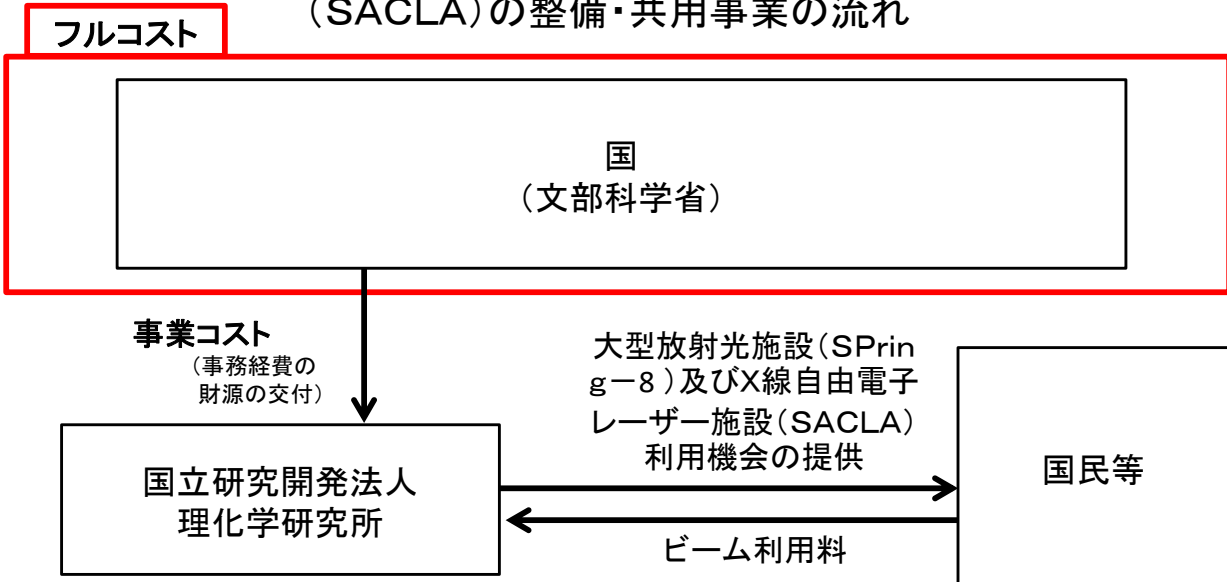 （SACLA）の整備・共用事業の流れ
フルコスト
国
（文部科学省）
事業コスト
（事務経費の
財源の交付）
大型放射光施設（SPrin
g－8 ）及びX線自由電子
レーザー施設（SACLA）
利用機会の提供
国立研究開発法人
理化学研究所
国民等
ビーム利用料